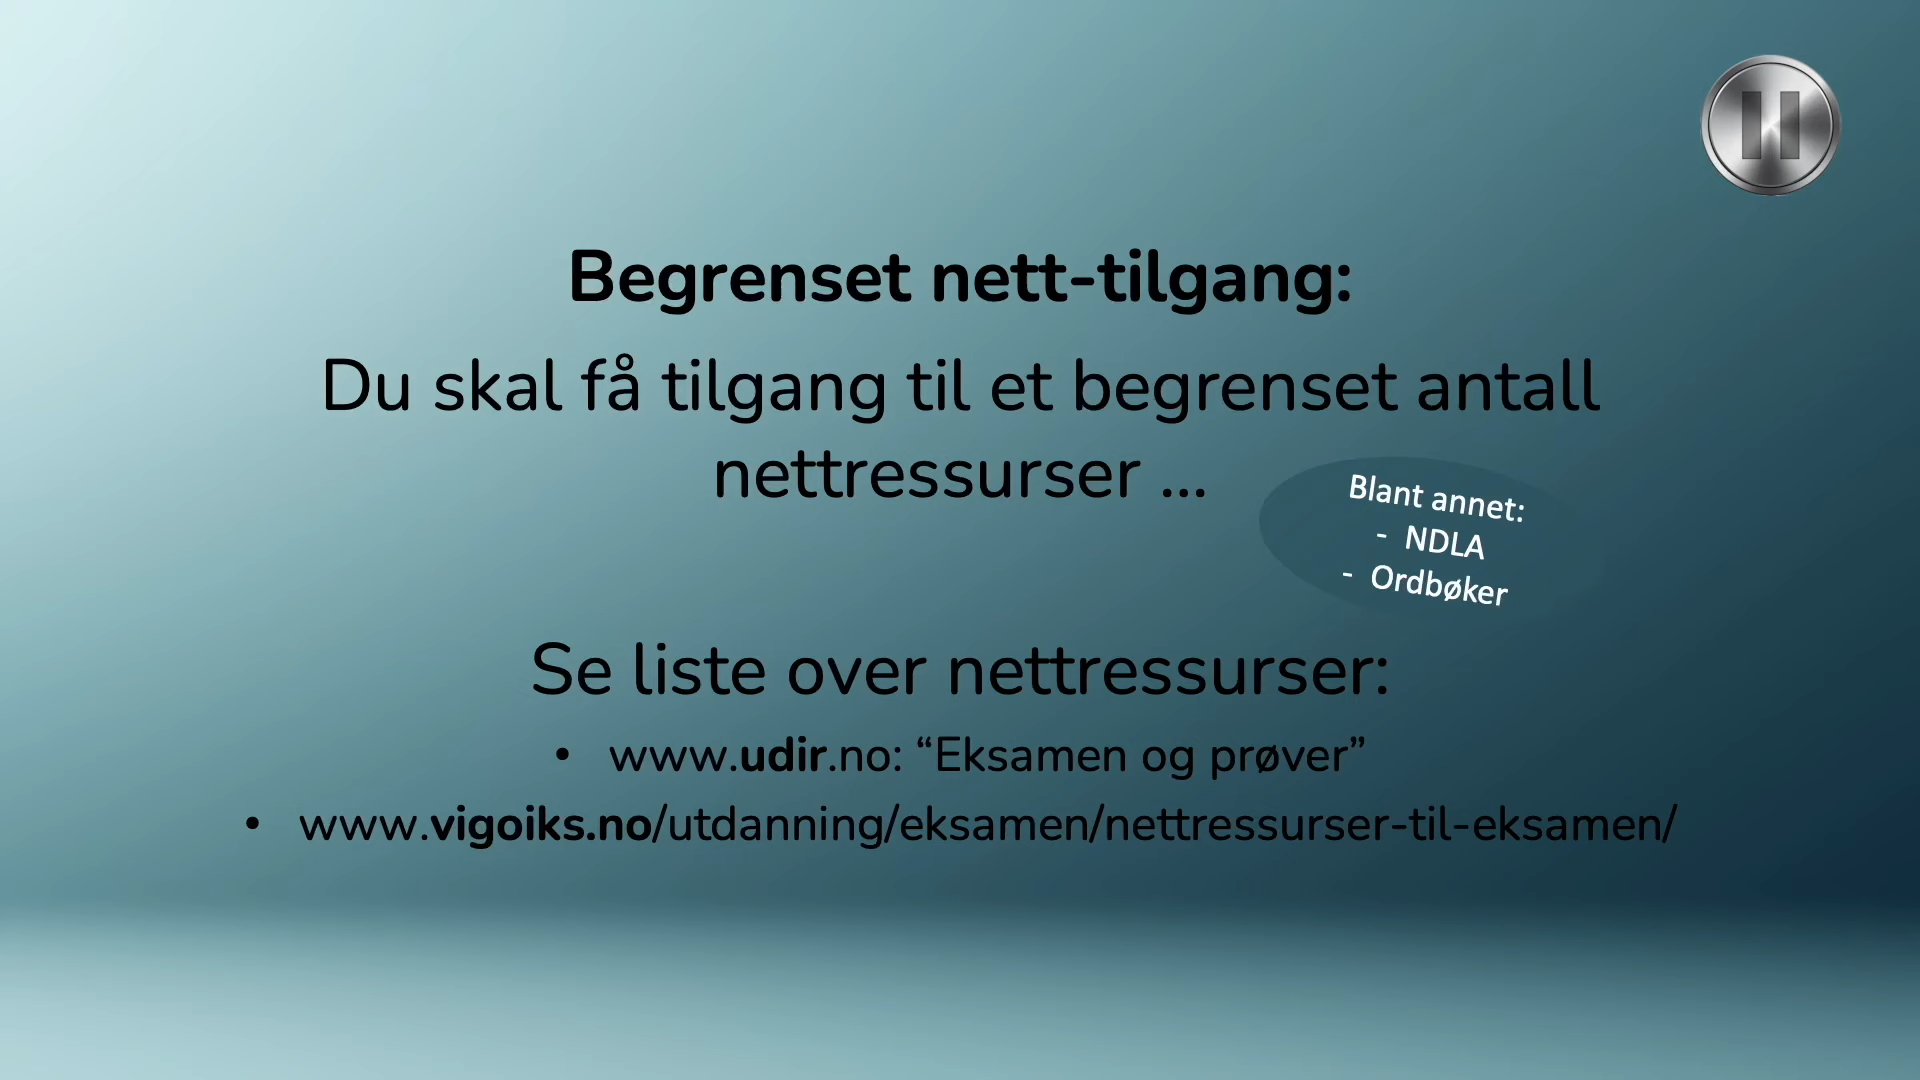 Begrenset nett-tilgang:
Du skal få tilgang til et begrenset antall
nettressurser ...
Blant annet:
- NDLA
- Ordbøker
Se liste over nettressurser:
• www.udir.no: “Eksamen og prøver”
• www.vigoiks.no/utdanning/eksamen/nettressurser-til-eksamen/